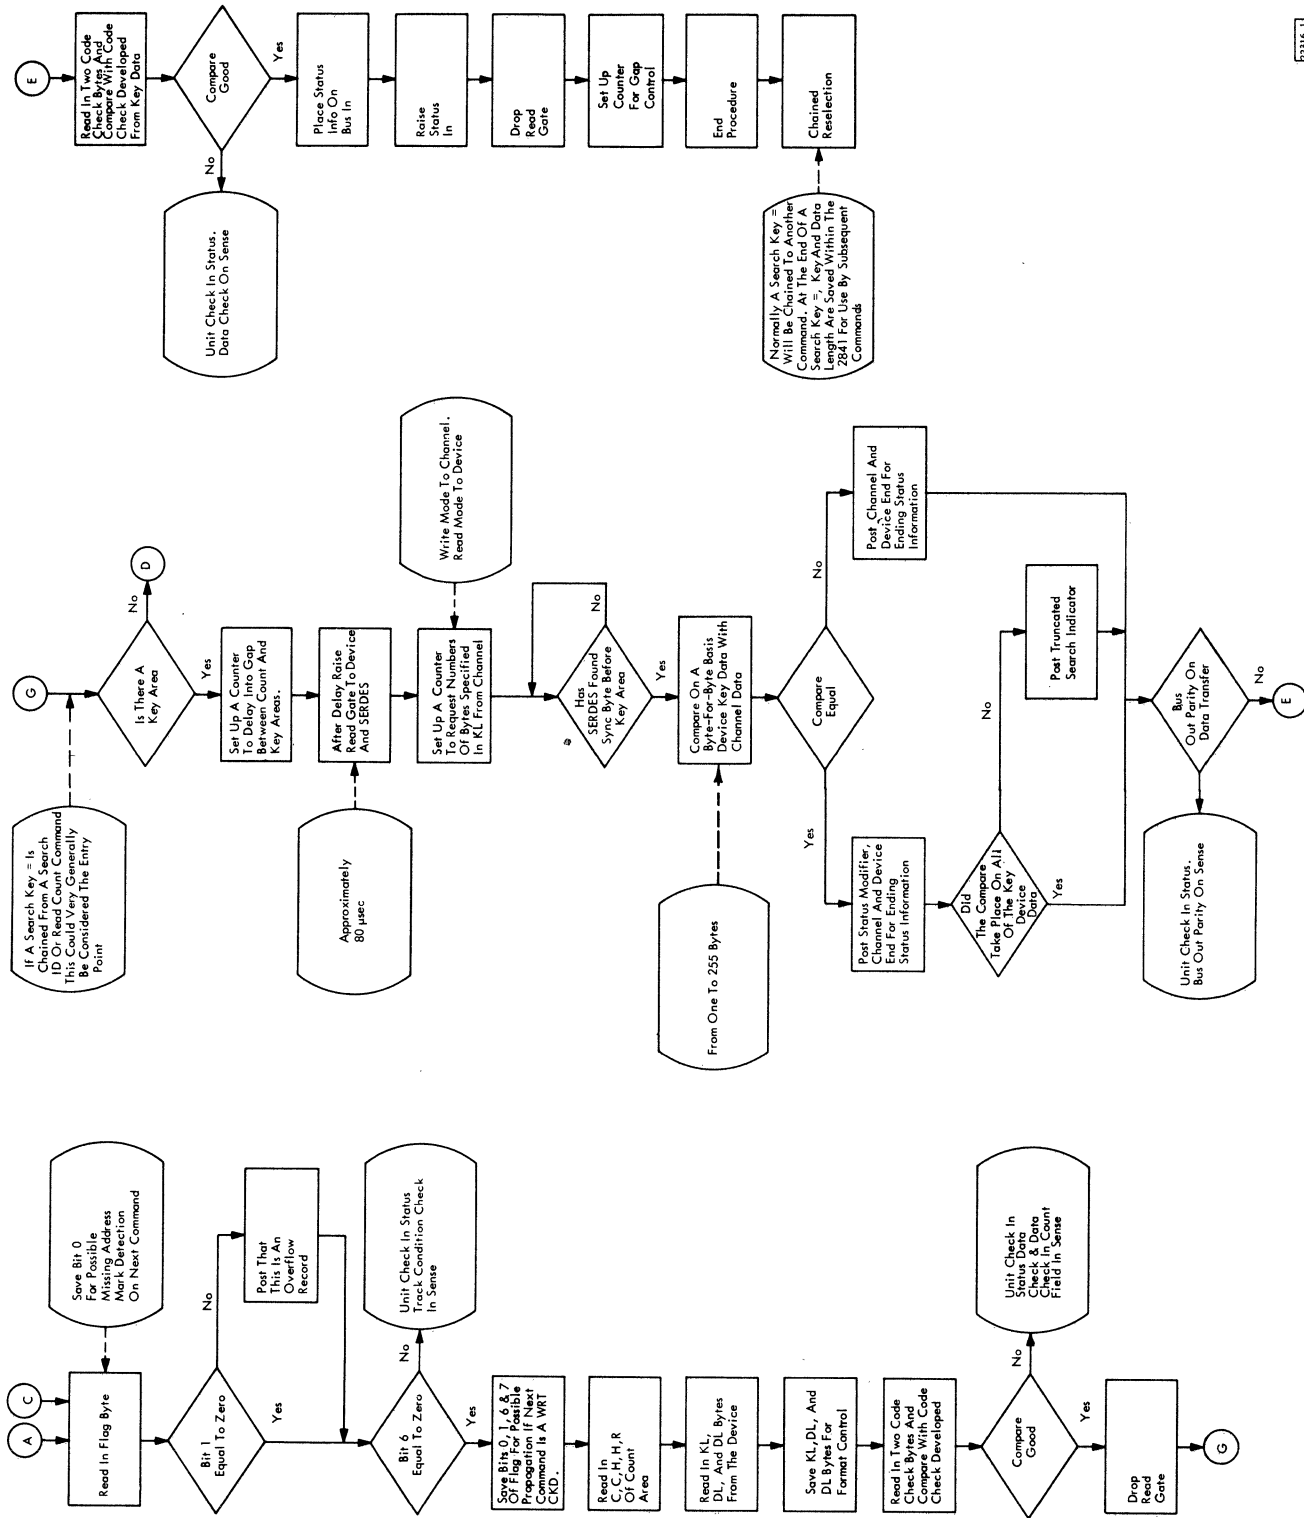 A
C
Read In Flag Byte
Save Bit 0
For Possible
Missing Address
Mark Detection
On Next Command
Bit 1
Equal To Zero
No
Yes
Post That
This Is An
Overflow
Record
Bit 6
Equal To Zero
No
Yes
Unit Check In Status
Track Condition Check
In Sense
Save Bits 0, 1, 6 & 7
Of Flag For Possible
Propagation If Next
Command Is A WRT
CKD.
Read In
C, C, H, H, R
Of Count
Area
Read In KL,
DL, And DL Bytes
From The Device
Save KL, DL, And
DL Bytes For
Format Control
Read In Two Code
Check Bytes And
Compare With Code
Check Developed
Compare
Good
No
Yes
Unit Check In
Status Data
Check & Data
Check In Count
Field In Sense
Drop
Read
Gate
G
G
If A Search Key = Is
Chained From A Search
ID Or Read Count Command
This Could Very Generally
Be Considered The Entry
Point
Is There A
Key Area
No
D
Yes
Set Up A Counter
To Delay Into Gap
Between Count And
Key Areas.
After Delay Raise
Read Gate To Device
And SERDES
Approximately
80 μsec
Set Up A Counter
To Request Numbers
Of Bytes Specified
In KL From Channel
Write Mode To Channel.
Read Mode To Device
Has
SERDES Found
Sync Byte Before
Key Area
No
Yes
Compare On A
Byte-For-Byte Basis
Device Key Data With
Channel Data
From One To 255 Bytes
Compare
Equal
Yes
No
Post Status Modifier,
Channel And Device
End For Ending
Status Information
Post Channel And
Device End For
Ending Status
Information
Did
The Compare
Take Place On All
Of The Key
Device
Data
No
Yes
Post Truncated
Search Indicator
Bus
Out Parity On
Data Transfer
No
Unit Check In Status.
Bus Out Parity On Sense
E
E
Read In Two Code
Check Bytes And
Compare With Code
Check Developed
From Key Data
Compare
Good
No
Yes
Unit Check In Status.
Data Check On Sense
Place Status
Info On
Bus In
Raise
Status
In
Drop
Read
Gate
Set Up
Counter
For Gap
Control
End
Procedure
Chained
Reselection
Normally A Search Key =
Will Be Chained To Another
Command. At The End Of A
Search Key =, Key And Data
Length Are Saved Within The
2841 For Use By Subsequent
Commands